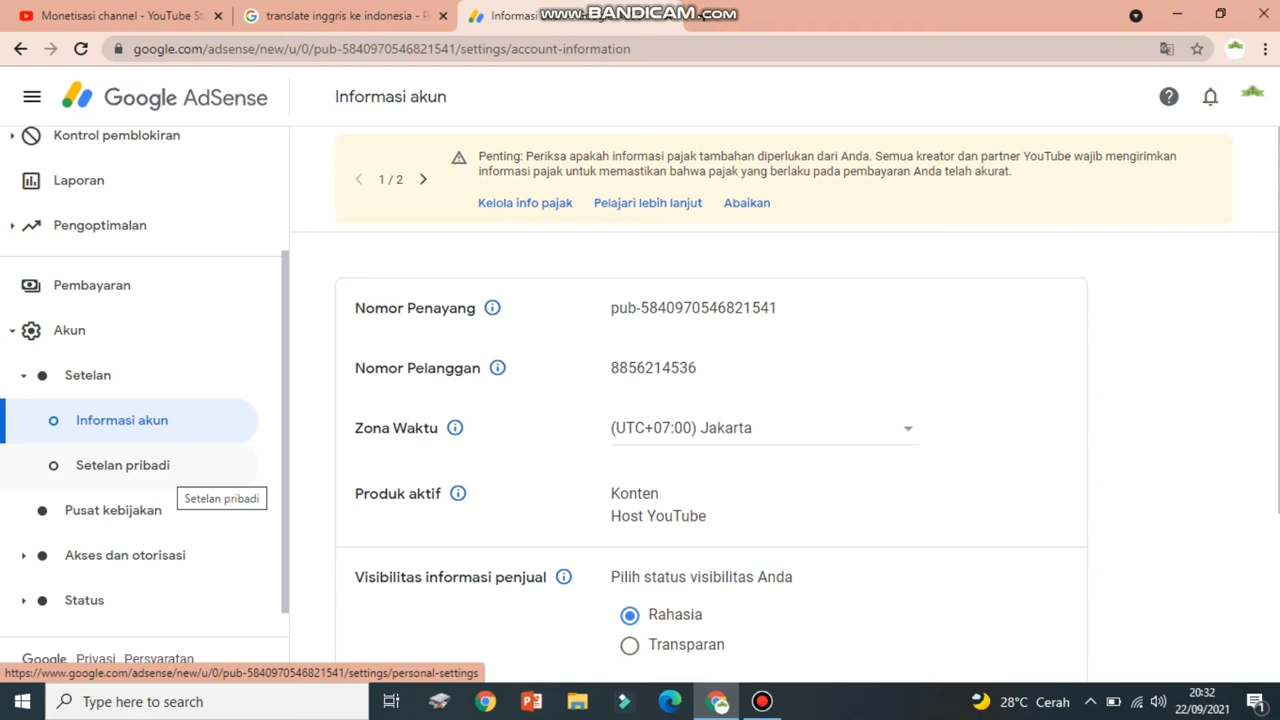 Monetisasi channel - YouTube St
translate inggris ke indonesia - P
Informasi
www.BANDICAM.com
google.com/adsense/new/u/0/pub-5840970546821541/settings/account-information
Google AdSense
Informasi akun
Kontrol pemblokiran
Laporan
Pengoptimalan
Pembayaran
Akun
Setelan
Informasi akun
Setelan pribadi
Setelan pribadi
Pusat kebijakan
Akses dan otorisasi
Status
Google Privasi Persyaratan
1 / 2
Penting: Periksa apakah informasi pajak tambahan diperlukan dari Anda. Semua kreator dan partner YouTube wajib mengirimkan
informasi pajak untuk memastikan bahwa pajak yang berlaku pada pembayaran Anda telah akurat.
Kelola info pajak Pelajari lebih lanjut Abaikan
Nomor Penayang pub-5840970546821541
Nomor Pelanggan 8856214536
Zona Waktu (UTC+07:00) Jakarta
Produk aktif Konten
Host YouTube
Visibilitas informasi penjual Pilih status visibilitas Anda
Rahasia
Transparan
https://www.google.com/adsense/new/u/0/pub-5840970546821541/settings/personal-settings
Type here to search
28°C Cerah
20:32
22/09/2021
1